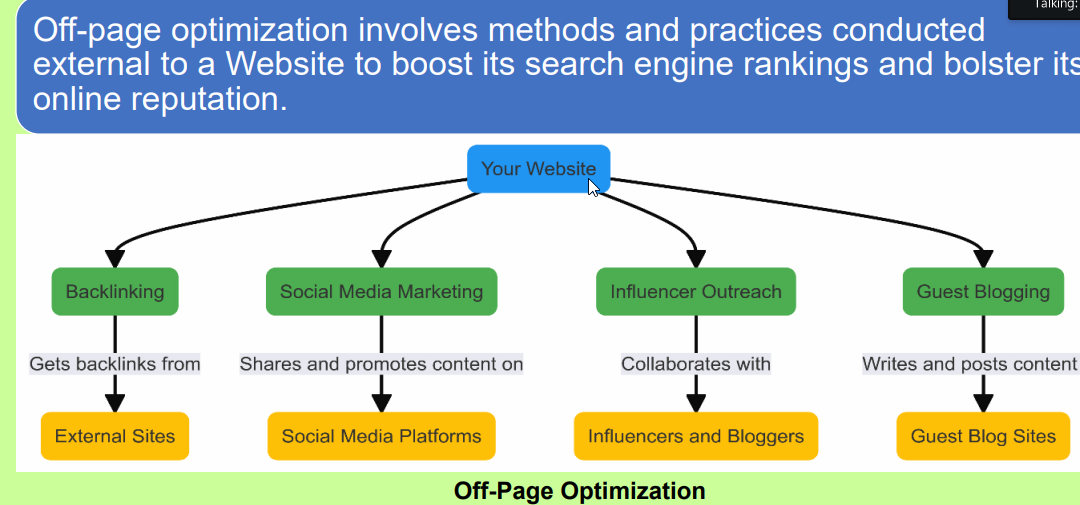 Talking:
Off-page optimization involves methods and practices conducted
external to a Website to boost its search engine rankings and bolster its
online reputation.
Your Website
Backlinking
Social Media Marketing
Influencer Outreach
Guest Blogging
Gets backlinks from
Shares and promotes content on
Collaborates with
Writes and posts content
External Sites
Social Media Platforms
Influencers and Bloggers
Guest Blog Sites
Off-Page Optimization